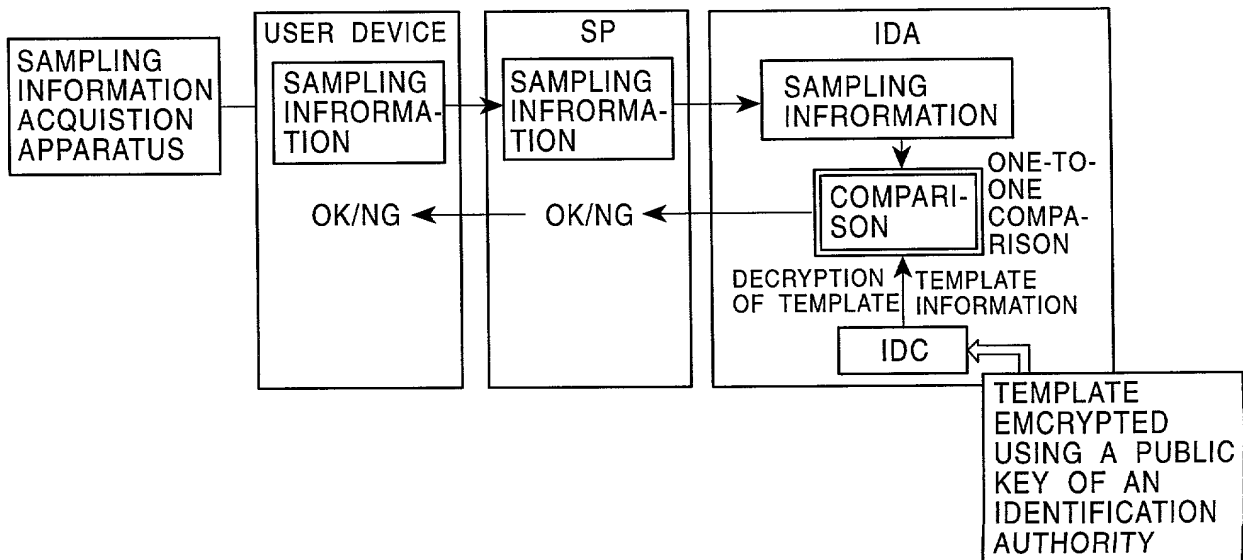 SAMPLING
INFORMATION
ACQUISTION
APPARATUS
USER DEVICE
SAMPLING
INFRORMA-
TION
OK/NG
SP
SAMPLING
INFRORMA-
TION
OK/NG
IDA
SAMPLING
INFRORMATION
COMPARI-
SON
ONE-TO-
ONE
COMPA-
RISON
DECRYPTION
OF TEMPLATE
TEMPLATE
INFORMATION
IDC
TEMPLATE
EMCRYPTED
USING A PUBLIC
KEY OF AN
IDENTIFICATION
AUTHORITY